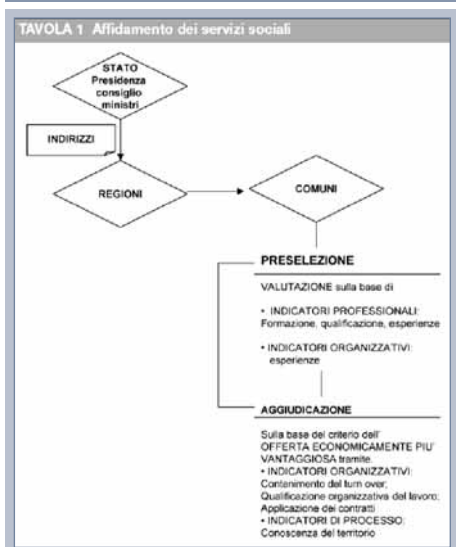 TAVOLA 1 Affidamento dei servizi sociali
STATO
Presidenza
consiglio
ministri
INDIRIZZI
REGIONI
COMUNI
PRESELEZIONE
VALUTAZIONE sulla base di
• INDICATORI PROFESSIONALI:
Formazione, qualificazione, esperienze
• INDICATORI ORGANIZZATIVI:
esperienze
AGGIUDICAZIONE
Sulla base del criterio dell'
OFFERTA ECONOMICAMENTE PIU'
VANTAGGIOSA tramite.
• INDICATORI ORGANIZZATIVI:
Contenimento del turn over;
Qualificazione organizzativa del lavoro;
Applicazione dei contratti
• INDICATORI DI PROCESSO:
Conoscenza del territorio